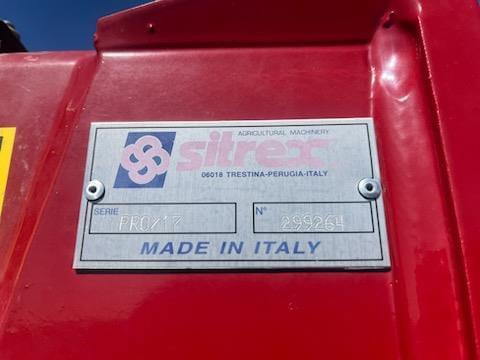 AGRICULTURAL MACHINERY
sitrex
06018 TRESTINA-PERUGIA-ITALY
SERIE PRO/17 N° 299264
MADE IN ITALY